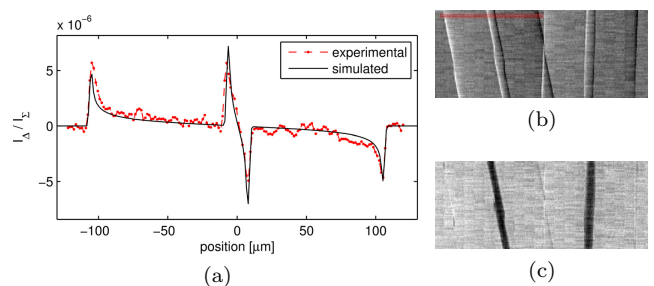 × 10⁻⁶
5
0
−5
I_Δ / I_Σ
experimental
simulated
−100 −50 0 50 100
position [μm]
(a)
(b)
(c)